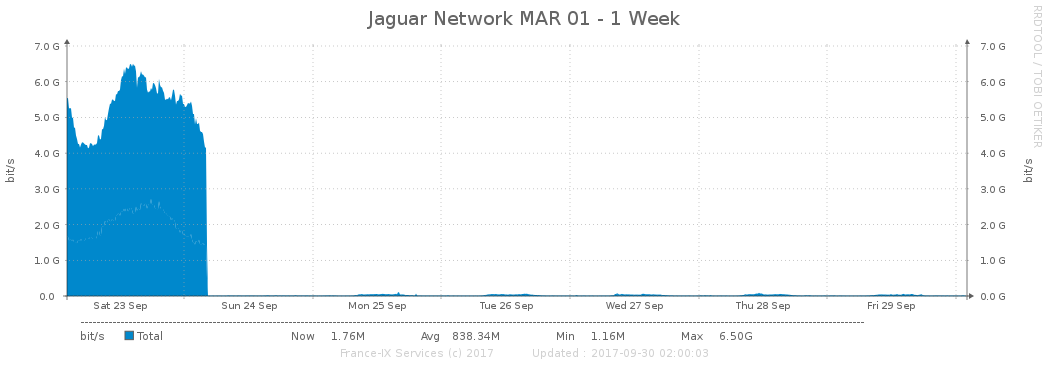 Jaguar Network MAR 01 - 1 Week
RRDTOOL / TOBI OETIKER
7.0 G 7.0 G
6.0 G 6.0 G
5.0 G 5.0 G
4.0 G 4.0 G
bit/s bit/s
3.0 G 3.0 G
2.0 G 2.0 G
1.0 G 1.0 G
0.0 0.0 G
Sat 23 Sep Sun 24 Sep Mon 25 Sep Tue 26 Sep Wed 27 Sep Thu 28 Sep Fri 29 Sep
bit/s Total Now 1.76M Avg 838.34M Min 1.16M Max 6.50G
France-IX Services (c) 2017 Updated : 2017-09-30 02:00:03